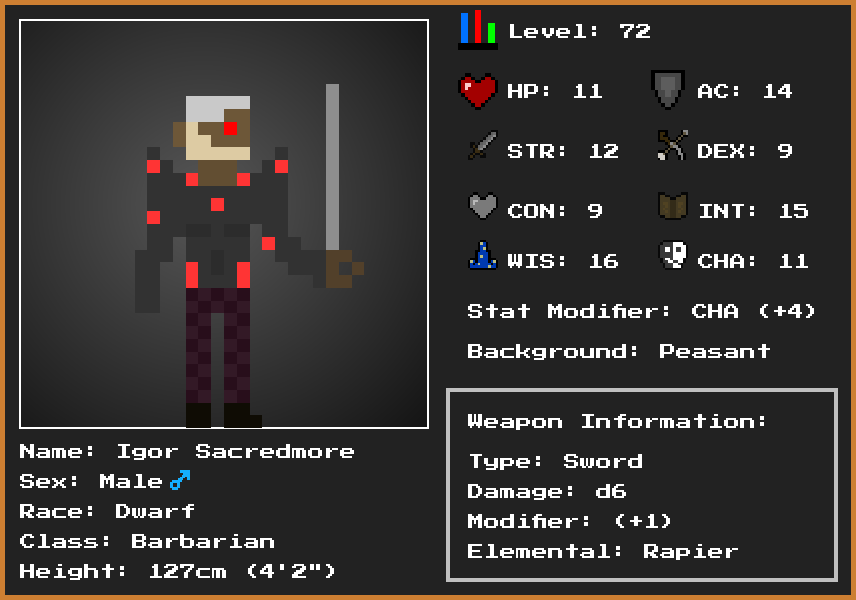 Level: 72
HP: 11 AC: 14
STR: 12 DEX: 9
CON: 9 INT: 15
WIS: 16 CHA: 11
Stat Modifier: CHA (+4)
Background: Peasant
Weapon Information:
Type: Sword
Damage: d6
Modifier: (+1)
Elemental: Rapier
Name: Igor Sacredmore
Sex: Male♂
Race: Dwarf
Class: Barbarian
Height: 127cm (4'2")